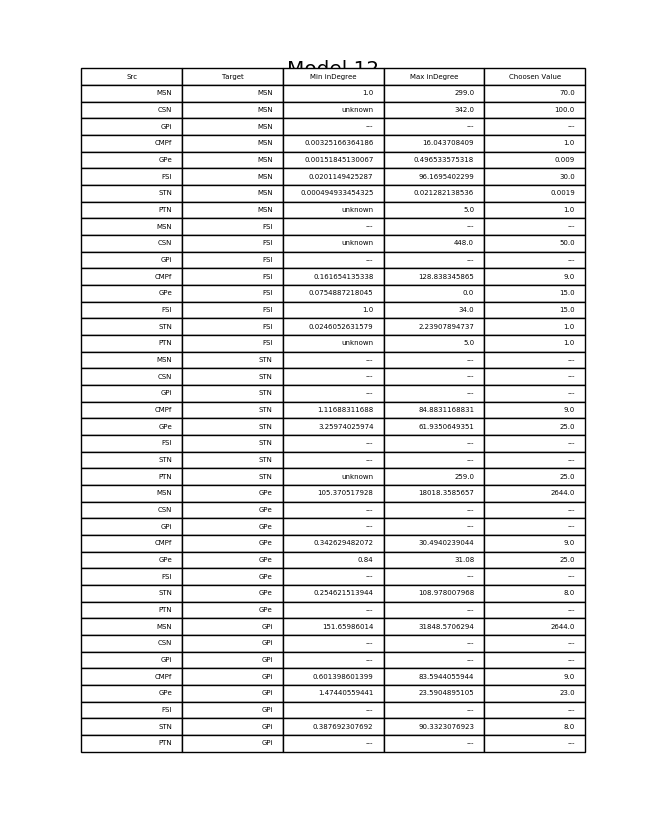 Model 12
Src Target Min inDegree Max inDegree Choosen Value
MSN MSN 1.0 299.0 70.0
CSN MSN unknown 342.0 100.0
GPi MSN --- --- ---
CMPf MSN 0.00325166364186 16.043708409 1.0
GPe MSN 0.00151845130067 0.496533575318 0.009
FSI MSN 0.0201149425287 96.1695402299 30.0
STN MSN 0.000494933454325 0.021282138536 0.0019
PTN MSN unknown 5.0 1.0
MSN FSI --- --- ---
CSN FSI unknown 448.0 50.0
GPi FSI --- --- ---
CMPf FSI 0.161654135338 128.838345865 9.0
GPe FSI 0.0754887218045 0.0 15.0
FSI FSI 1.0 34.0 15.0
STN FSI 0.0246052631579 2.23907894737 1.0
PTN FSI unknown 5.0 1.0
MSN STN --- --- ---
CSN STN --- --- ---
GPi STN --- --- ---
CMPf STN 1.11688311688 84.8831168831 9.0
GPe STN 3.25974025974 61.9350649351 25.0
FSI STN --- --- ---
STN STN --- --- ---
PTN STN unknown 259.0 25.0
MSN GPe 105.370517928 18018.3585657 2644.0
CSN GPe --- --- ---
GPi GPe --- --- ---
CMPf GPe 0.342629482072 30.4940239044 9.0
GPe GPe 0.84 31.08 25.0
FSI GPe --- --- ---
STN GPe 0.254621513944 108.978007968 8.0
PTN GPe --- --- ---
MSN GPi 151.65986014 31848.5706294 2644.0
CSN GPi --- --- ---
GPi GPi --- --- ---
CMPf GPi 0.601398601399 83.5944055944 9.0
GPe GPi 1.47440559441 23.5904895105 23.0
FSI GPi --- --- ---
STN GPi 0.387692307692 90.3323076923 8.0
PTN GPi --- --- ---